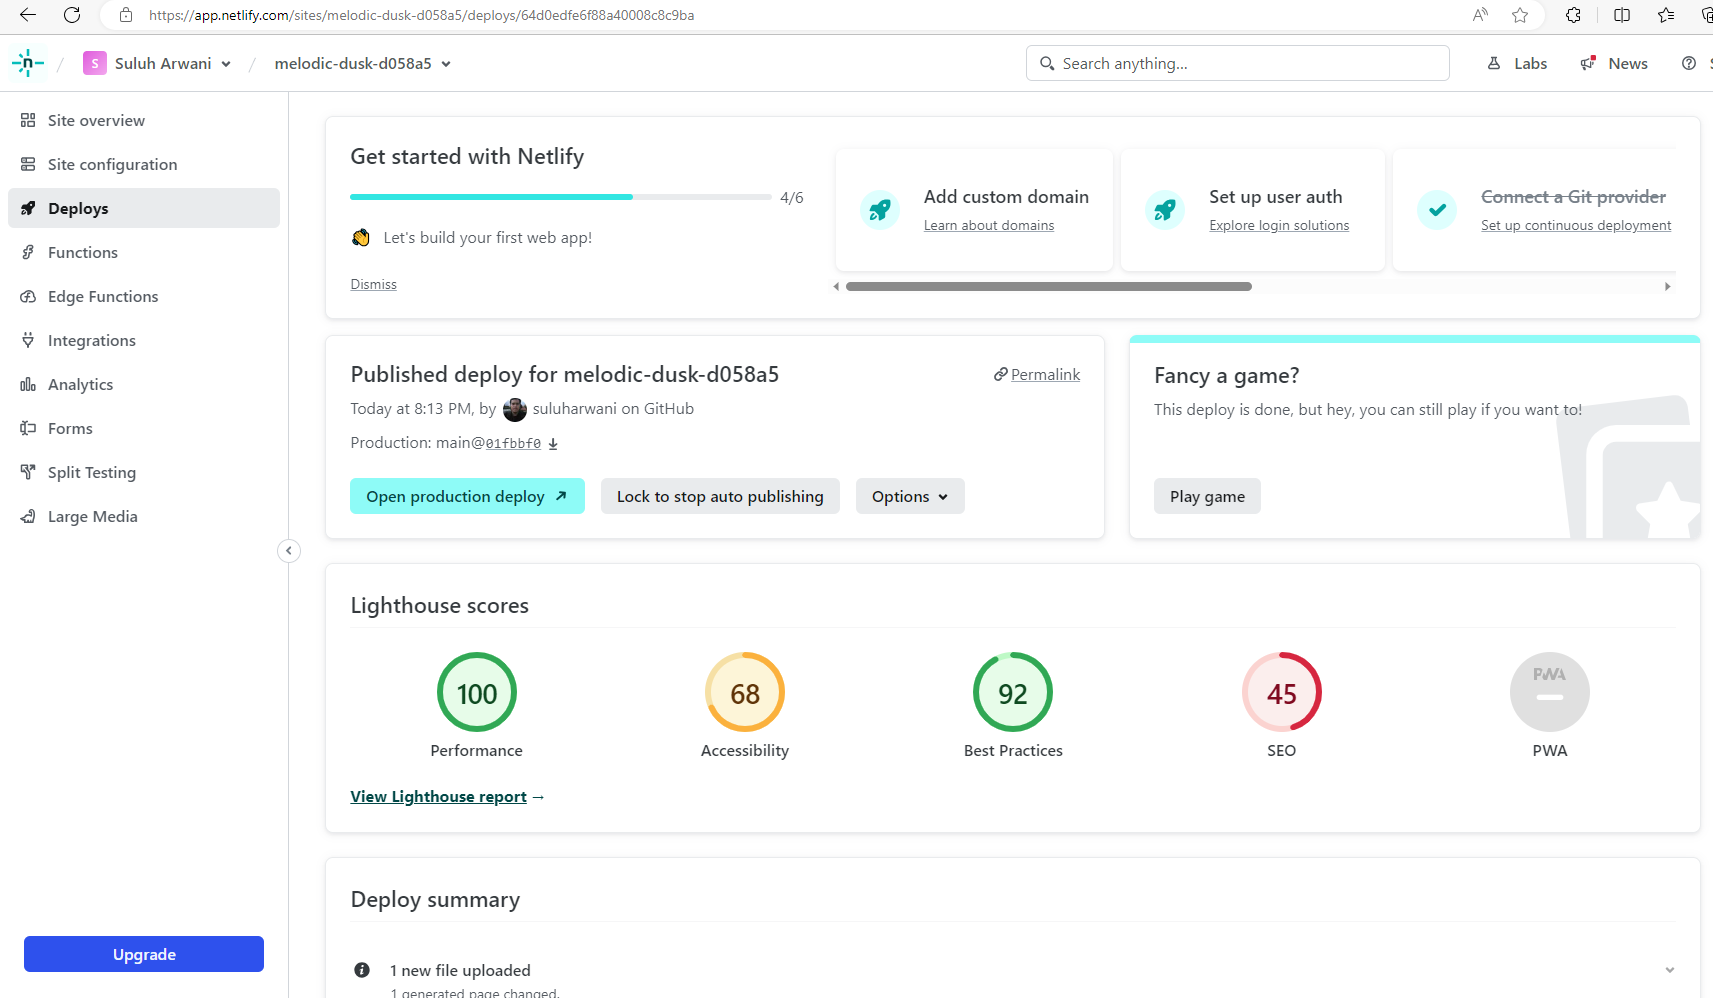 https://app.netlify.com/sites/melodic-dusk-d058a5/deploys/64d0edfe6f88a40008c8c9ba
S Suluh Arwani / melodic-dusk-d058a5
Search anything...
Labs
News
Site overview
Site configuration
Deploys
Functions
Edge Functions
Integrations
Analytics
Forms
Split Testing
Large Media
Upgrade
Get started with Netlify
4/6
Let's build your first web app!
Dismiss
Add custom domain
Learn about domains
Set up user auth
Explore login solutions
Connect a Git provider
Set up continuous deployment
Published deploy for melodic-dusk-d058a5
Permalink
Today at 8:13 PM, by suluharwani on GitHub
Production: main@01fbbf0
Open production deploy
Lock to stop auto publishing
Options
Fancy a game?
This deploy is done, but hey, you can still play if you want to!
Play game
Lighthouse scores
100
Performance
68
Accessibility
92
Best Practices
45
SEO
PWA
PWA
View Lighthouse report →
Deploy summary
1 new file uploaded
1 generated page changed.